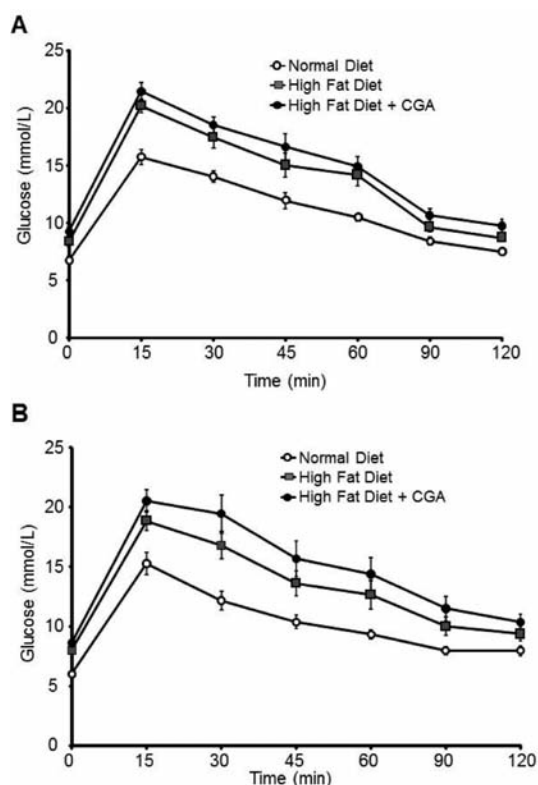 A
25
20
15
10
5
0
Glucose (mmol/L)
Normal Diet
High Fat Diet
High Fat Diet + CGA
0 15 30 45 60 90 120
Time (min)
B
25
20
15
10
5
0
Glucose (mmol/L)
Normal Diet
High Fat Diet
High Fat Diet + CGA
0 15 30 45 60 90 120
Time (min)